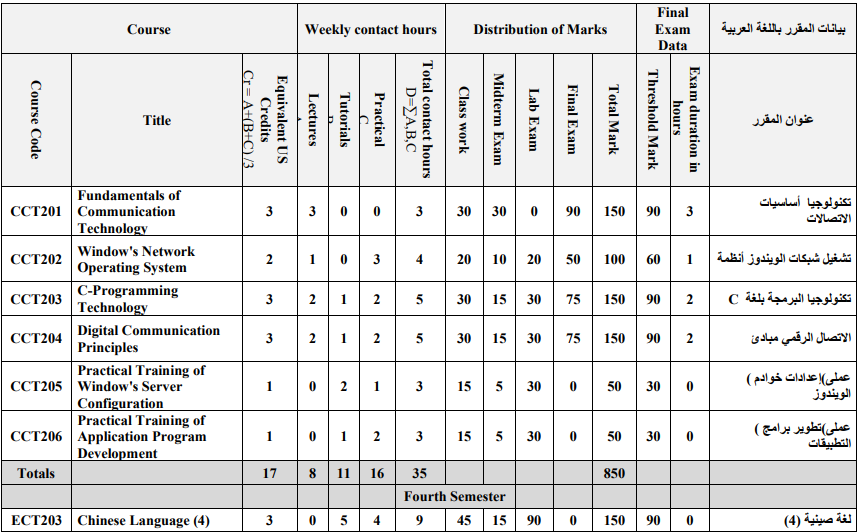 Course Weekly contact hours Distribution of Marks Final Exam Data بيانات المقرر باللغة العربية
Course Code Title Equivalent US Credits Cr = A+(B+C) /3 Lectures Tutorials Practical Total contact hours D=∑A,B,C Class work Midterm Exam Lab Exam Final Exam Total Mark Threshold Mark Exam duration in hours عنوان المقرر
CCT201 Fundamentals of Communication Technology 3 3 0 0 3 30 30 0 90 150 90 3 تكنولوجيا أساسيات الاتصالات
CCT202 Window's Network Operating System 2 1 0 3 4 20 10 20 50 100 60 1 تشغيل شبكات الويندوز أنظمة
CCT203 C-Programming Technology 3 2 1 2 5 30 15 30 75 150 90 2 تكنولوجيا البرمجة بلغة C
CCT204 Digital Communication Principles 3 2 1 2 5 30 15 30 75 150 90 2 الاتصال الرقمي مبادئ
CCT205 Practical Training of Window's Server Configuration 1 0 2 1 3 15 5 30 0 50 30 0 عملي)إعدادات خوادم ) الويندوز
CCT206 Practical Training of Application Program Development 1 0 1 2 3 15 5 30 0 50 30 0 عملي)تطوير برامج ) التطبيقات
Totals 17 8 11 16 35 850
Fourth Semester
ECT203 Chinese Language (4) 3 0 5 4 9 45 15 90 0 150 90 0 لغة صينية (4)